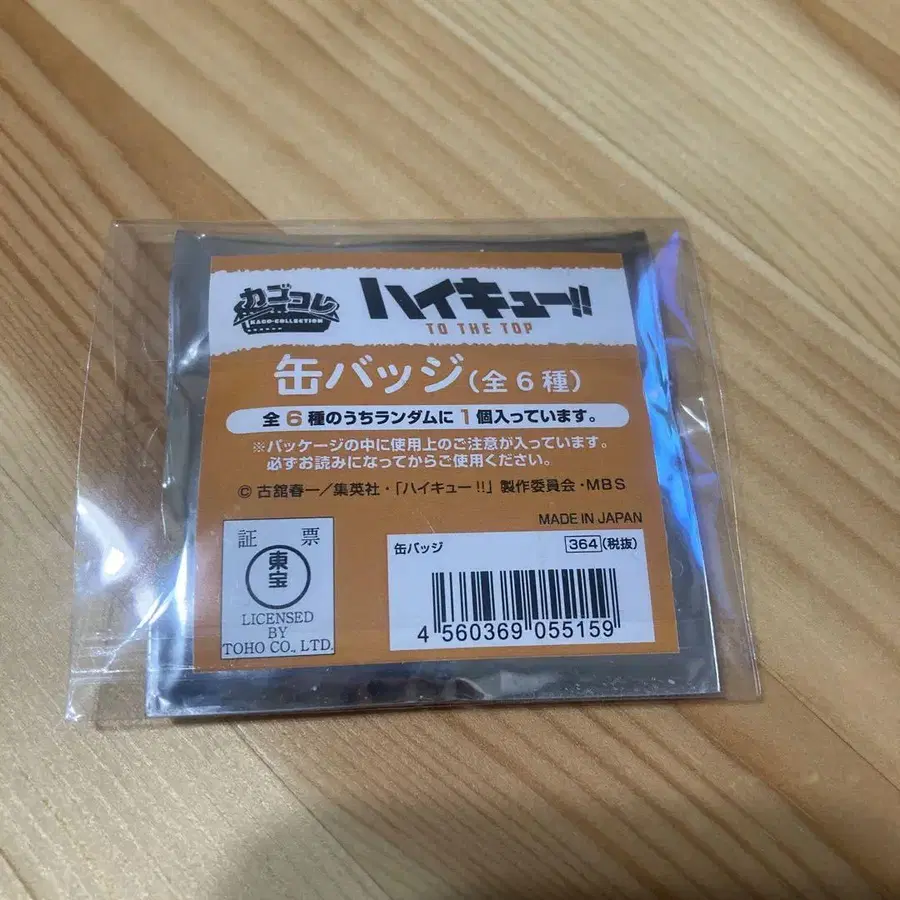 カゴコレ
KAGO-COLLECTION
ハイキュー!!
TO THE TOP
缶バッジ(全6種)
全6種のうちランダムに1個入っています。
※パッケージの中に使用上のご注意が入っています。
必ずお読みになってからご使用ください。
© 古舘春一/集英社・「ハイキュー!!」製作委員会・MBS
MADE IN JAPAN
証 票
東宝
LICENSED
BY
TOHO CO., LTD.
缶バッジ
364(税抜)
4 560369 055159